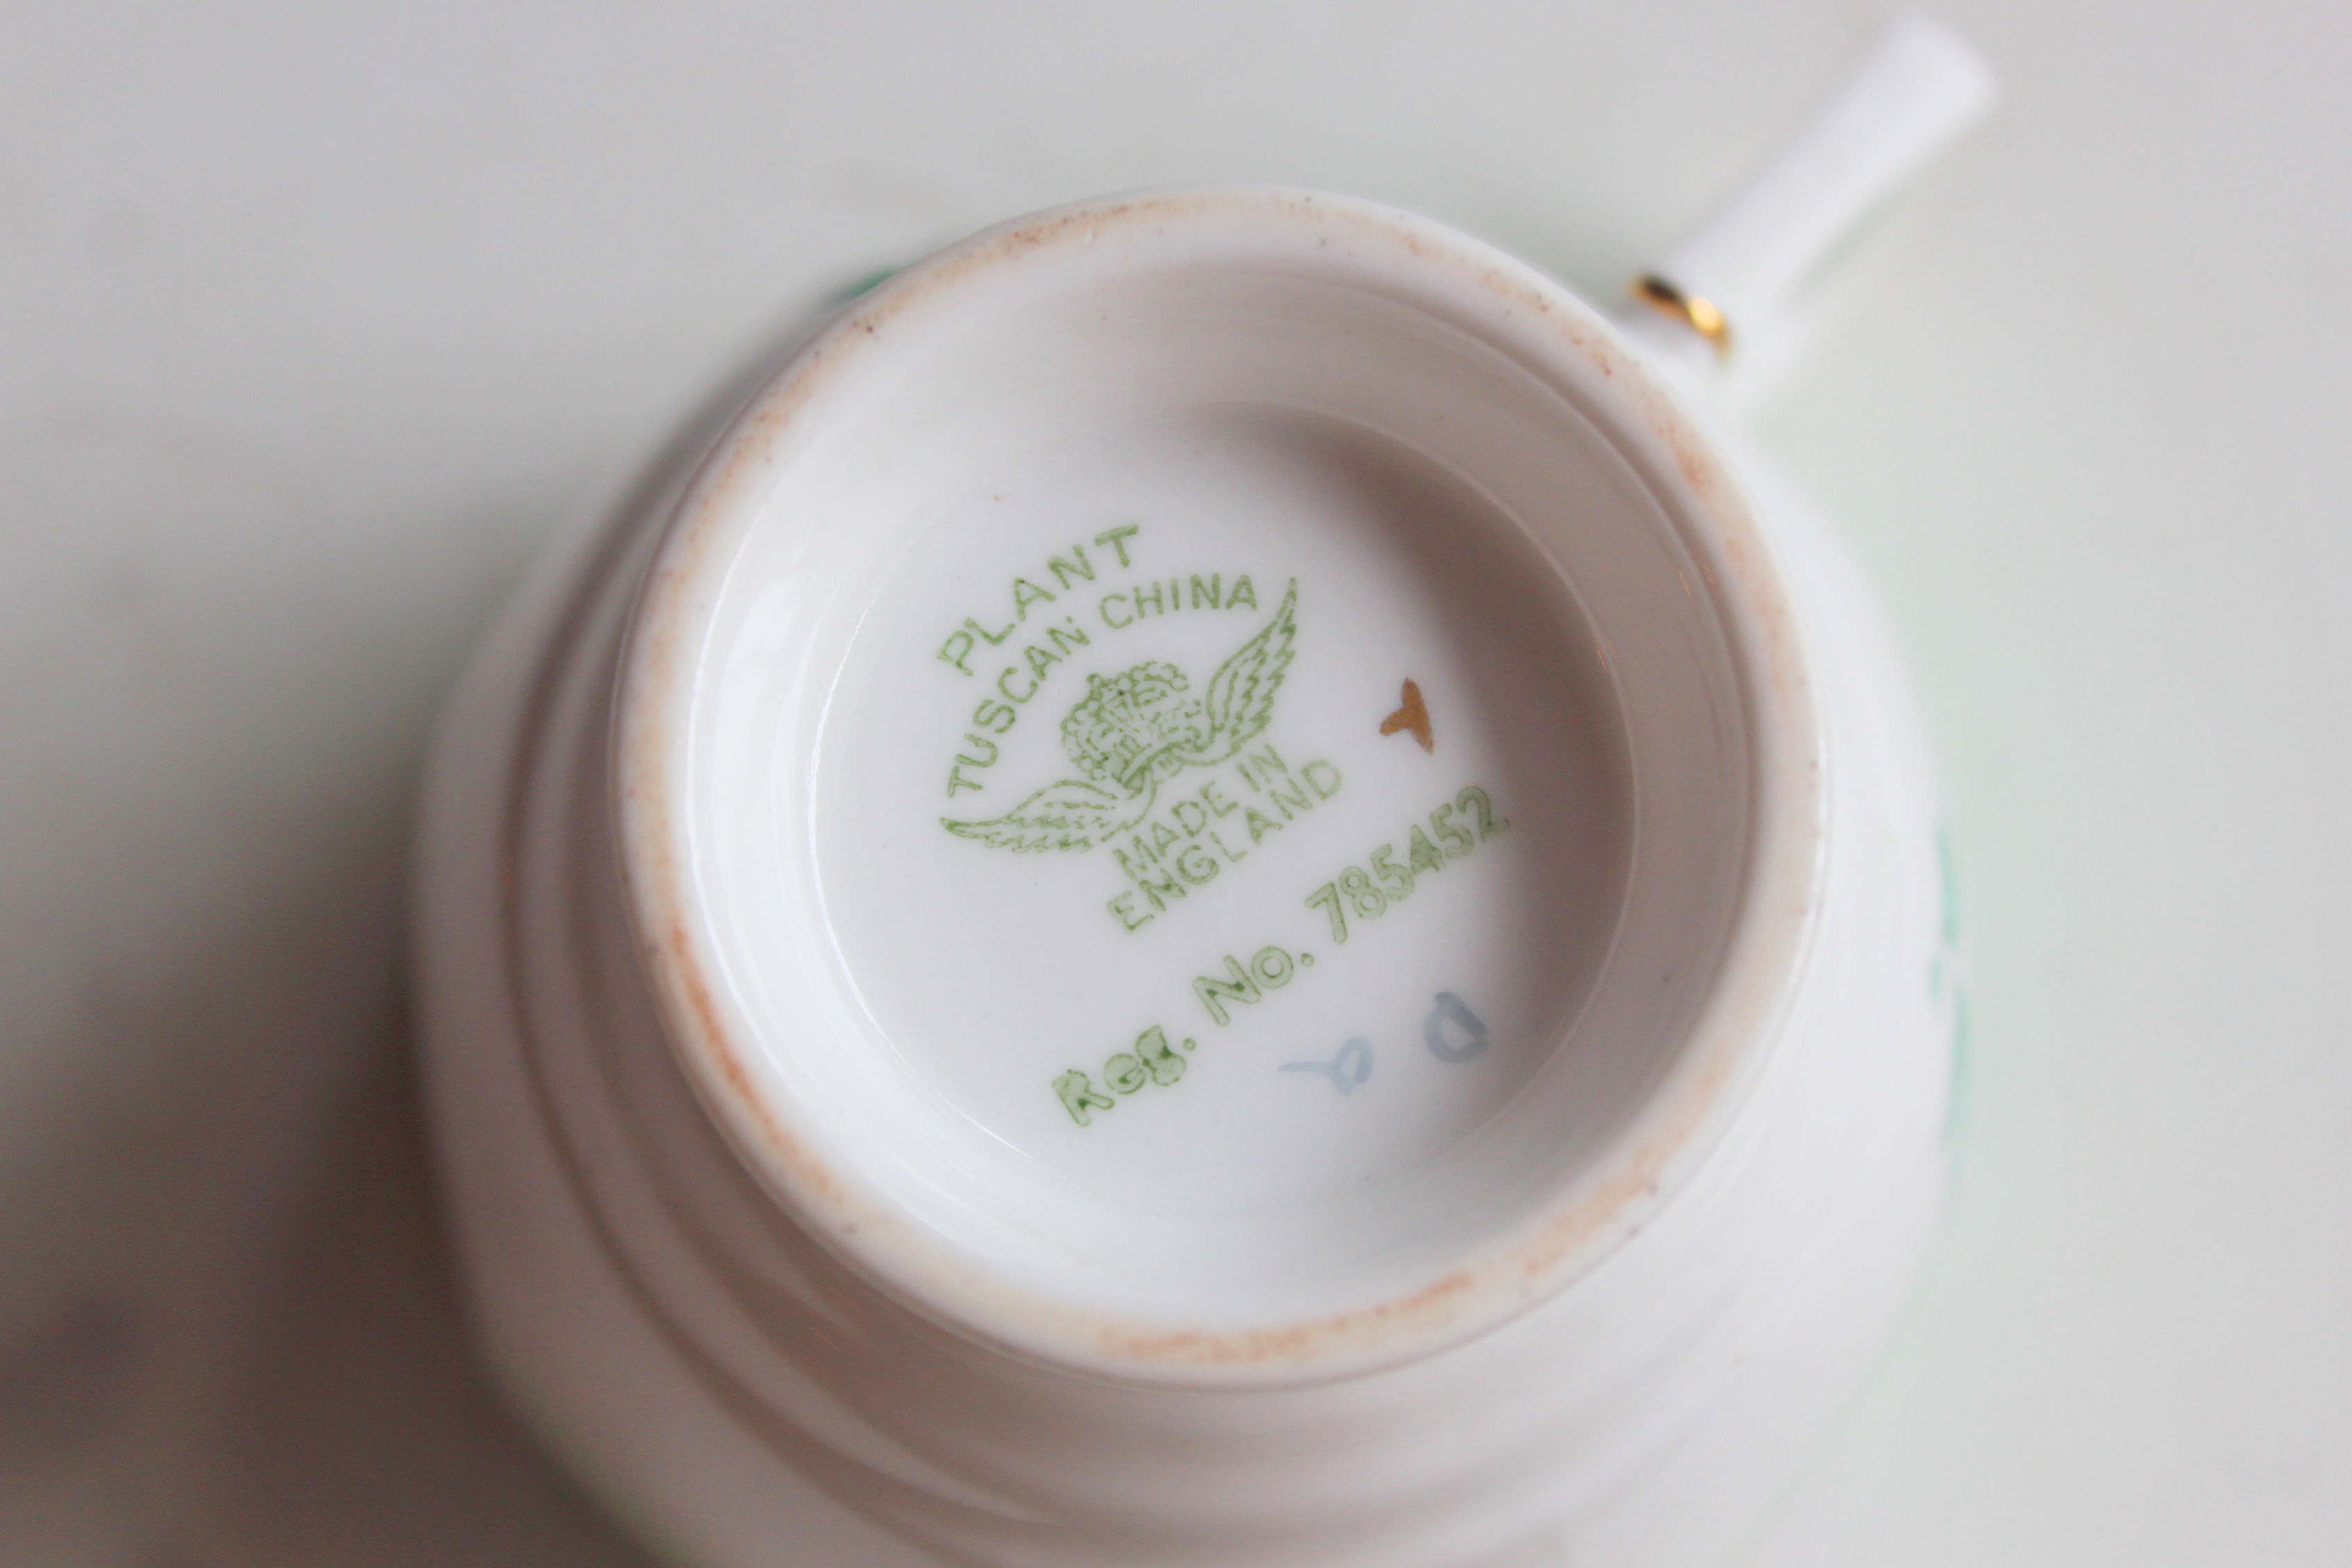 PLANT
TUSCAN CHINA
MADE IN
ENGLAND
Reg. No. 785452